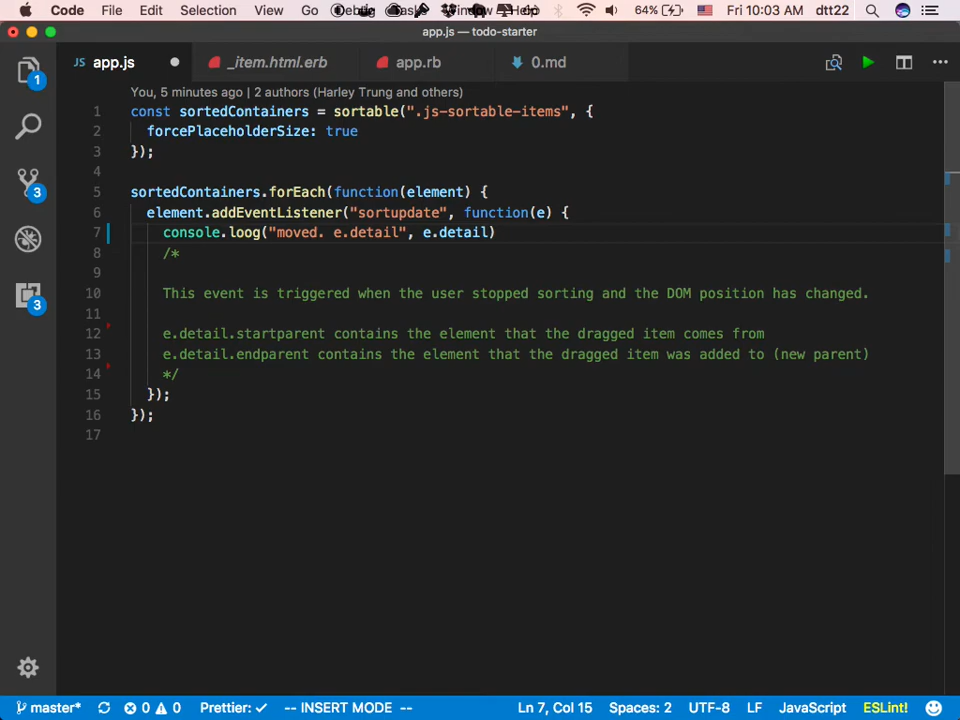 Code File Edit Selection View Go 64% Fri 10:03 AM dtt22
app.js — todo-starter
JS app.js _item.html.erb app.rb 0.md
You, 5 minutes ago | 2 authors (Harley Trung and others)
1 const sortedContainers = sortable(".js-sortable-items", {
2 forcePlaceholderSize: true
3 });
4
5 sortedContainers.forEach(function(element) {
6 element.addEventListener("sortupdate", function(e) {
7 console.loog("moved. e.detail", e.detail)
8 /*
9
10 This event is triggered when the user stopped sorting and the DOM position has changed.
11
12 e.detail.startparent contains the element that the dragged item comes from
13 e.detail.endparent contains the element that the dragged item was added to (new parent)
14 */
15 });
16 });
17
1
3
3
master* 0 0 Prettier: ✓ -- INSERT MODE -- Ln 7, Col 15 Spaces: 2 UTF-8 LF JavaScript ESLint!